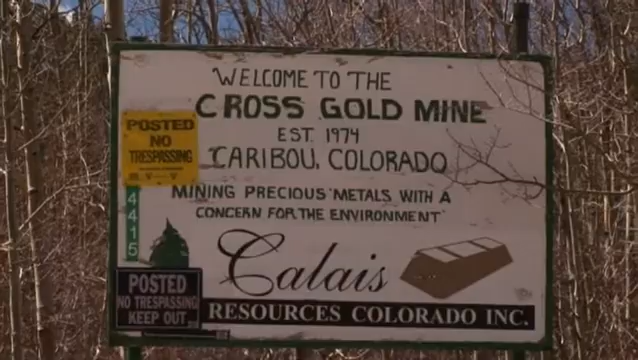 WELCOME TO THE
CROSS GOLD MINE
EST. 1974
CARIBOU, COLORADO
MINING PRECIOUS METALS WITH A
CONCERN FOR THE ENVIRONMENT
Calais
RESOURCES COLORADO INC.
POSTED
NO
TRESPASSING
4415
POSTED
NO TRESPASSING
KEEP OUT